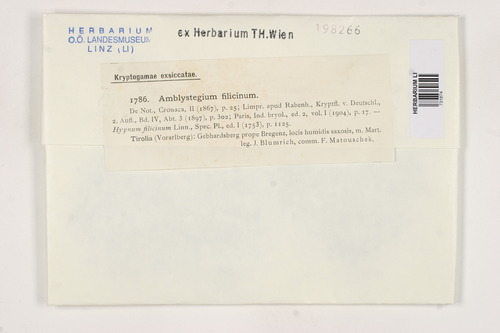 HERBARIUM
O.Ö. LANDESMUSEUM
LINZ (LI)
ex Herbarium TH.Wien
198266
HERBARIUM LI
Kryptogamae exsiccatae.
1786. Amblystegium filicinum.
De Not., Cronaca, II (1867), p. 25; Limpr. apud Rabenh., Kryptfl. v. Deutschl.,
2. Aufl., Bd. IV, Abt. 3 (1897), p. 302; Paris, Ind. bryol., ed. 2, vol. I (1904), p. 17. —
Hypnum filicinum Linn., Spec. Pl., ed. I (1753), p. 1125.
Tirolia (Vorarlberg): Gebhardsberg prope Bregenz, locis humidis saxosis, m. Mart.
leg. J. Blumrich, comm. F. Matouschek.